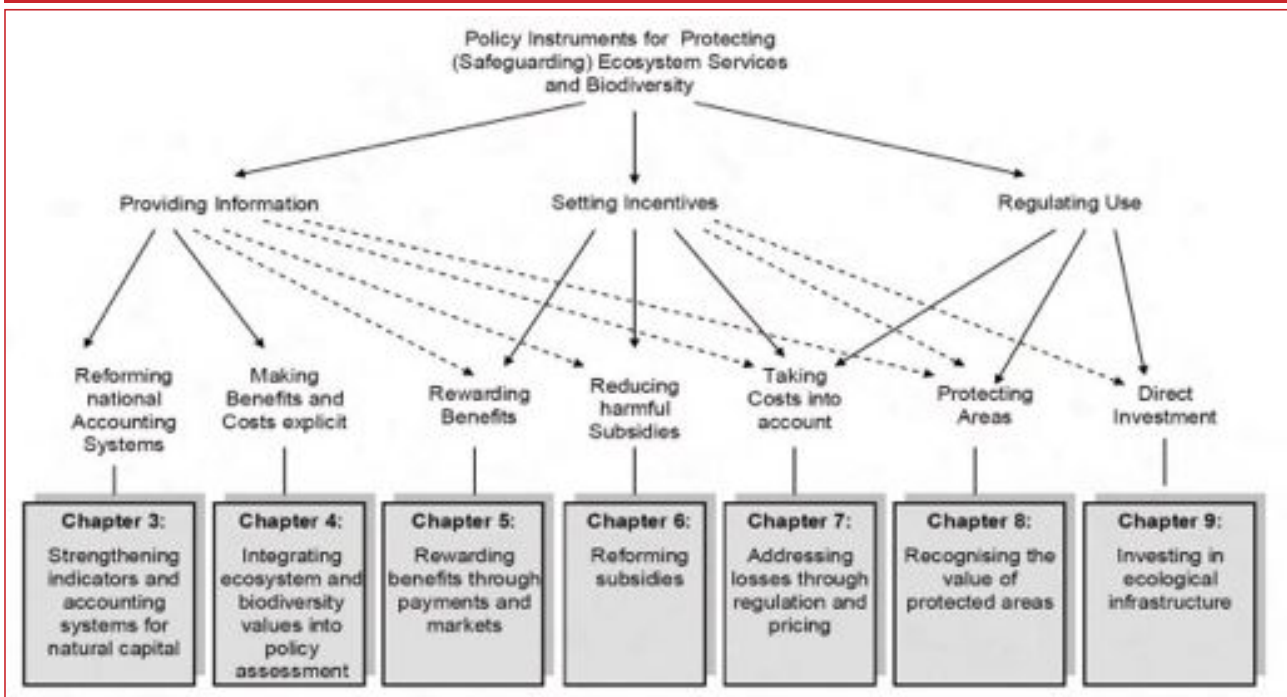 Policy Instruments for Protecting
(Safeguarding) Ecosystem Services
and Biodiversity
Providing Information
Setting Incentives
Regulating Use
Reforming
national
Accounting
Systems
Making
Benefits and
Costs explicit
Rewarding
Benefits
Reducing
harmful
Subsidies
Taking
Costs into
account
Protecting
Areas
Direct
Investment
Chapter 3:
Strengthening
indicators and
accounting
systems for
natural capital
Chapter 4:
Integrating
ecosystem and
biodiversity
values into
policy
assessment
Chapter 5:
Rewarding
benefits through
payments and
markets
Chapter 6:
Reforming
subsidies
Chapter 7:
Addressing
losses through
regulation and
pricing
Chapter 8:
Recognising the
value of
protected areas
Chapter 9:
Investing in
ecological
infrastructure